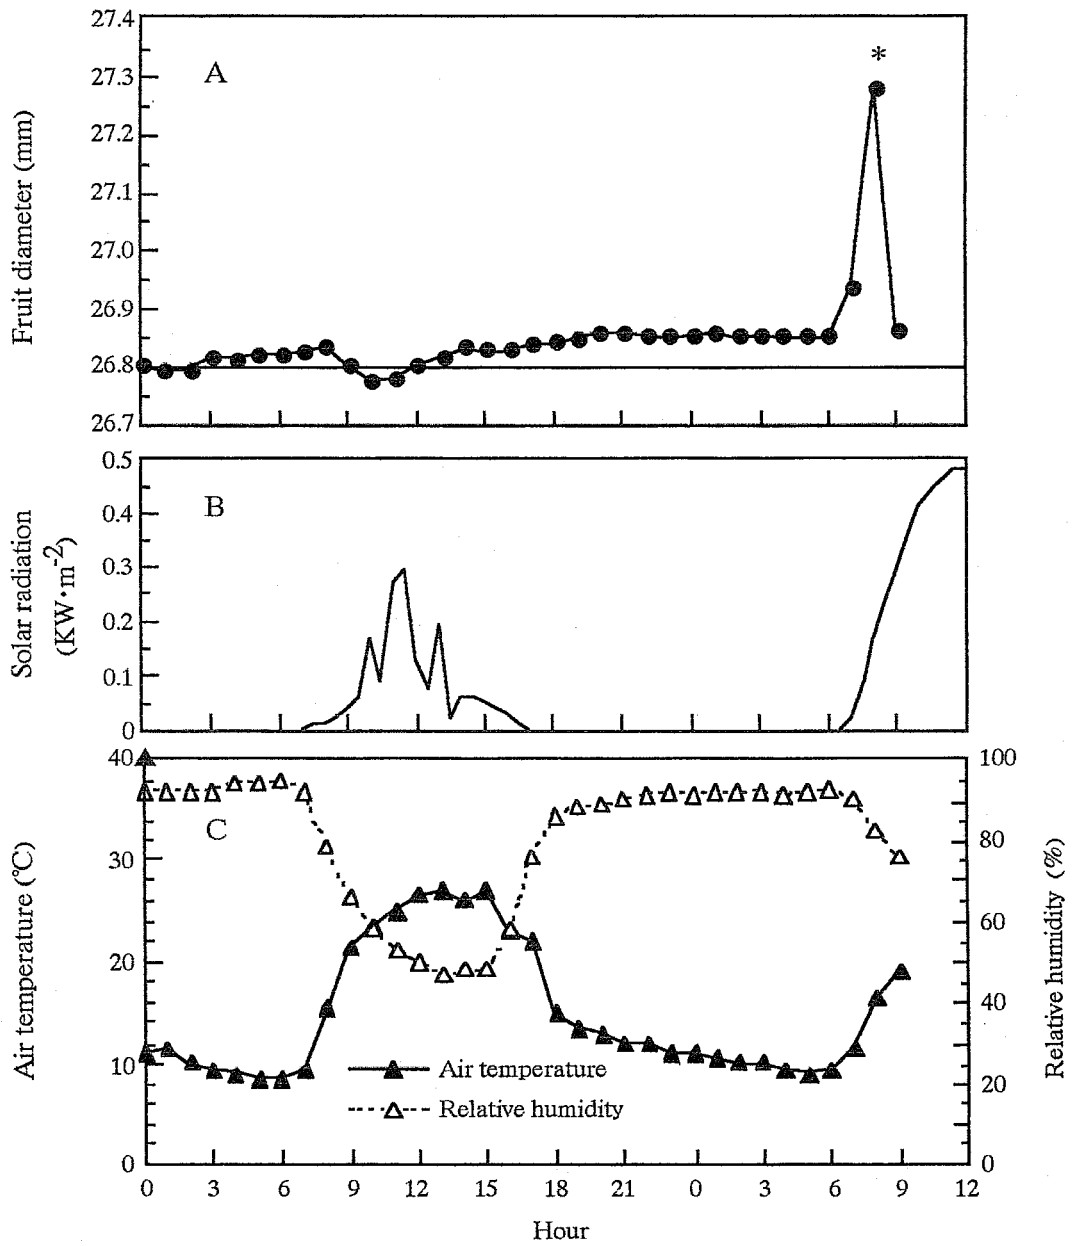 27.4
27.3
27.2
27.1
27.0
26.9
26.8
26.7
Fruit diameter (mm)
A
*
0.5
0.4
0.3
0.2
0.1
0
Solar radiation
(KW・m-2)
B
40
30
20
10
0
Air temperature (℃)
C
100
80
60
40
20
0
Relative humidity (%)
Air temperature
Relative humidity
0 3 6 9 12 15 18 21 0 3 6 9 12
Hour